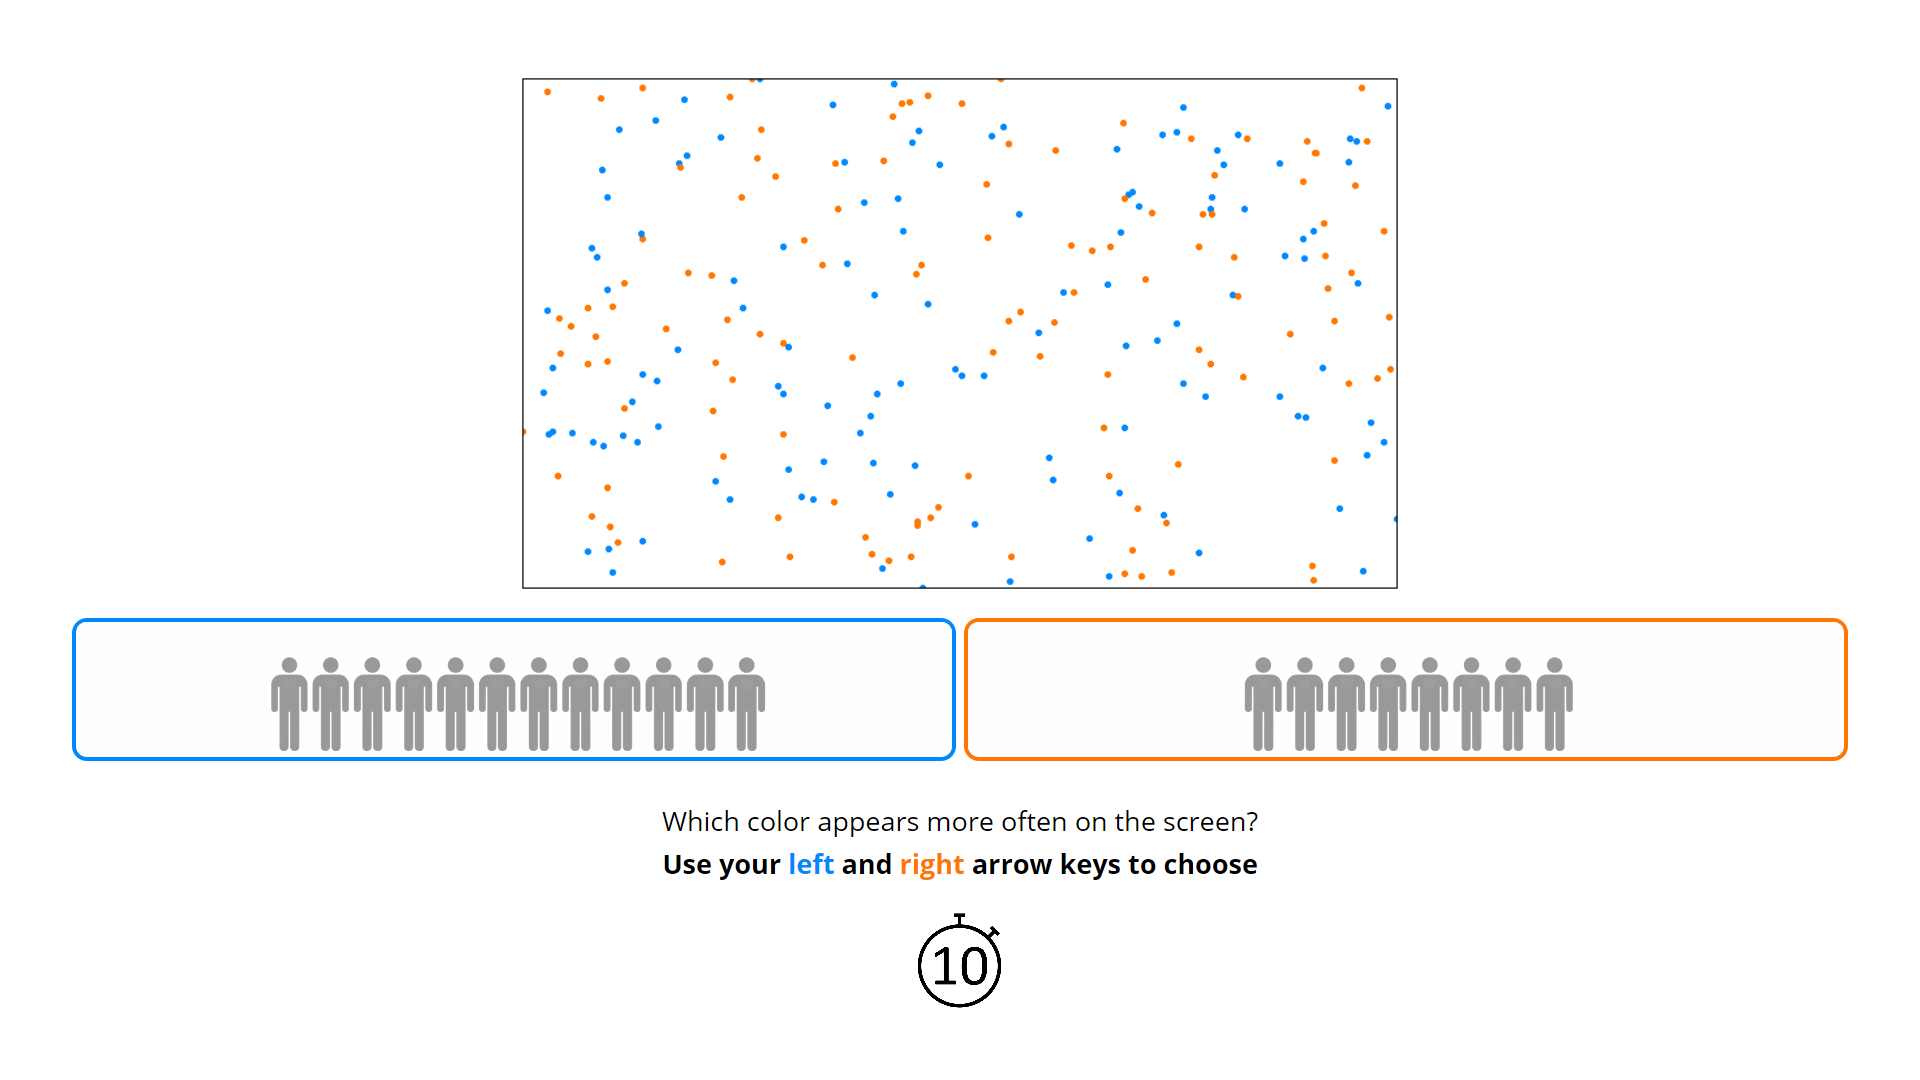 Which color appears more often on the screen?
Use your left and right arrow keys to choose
10